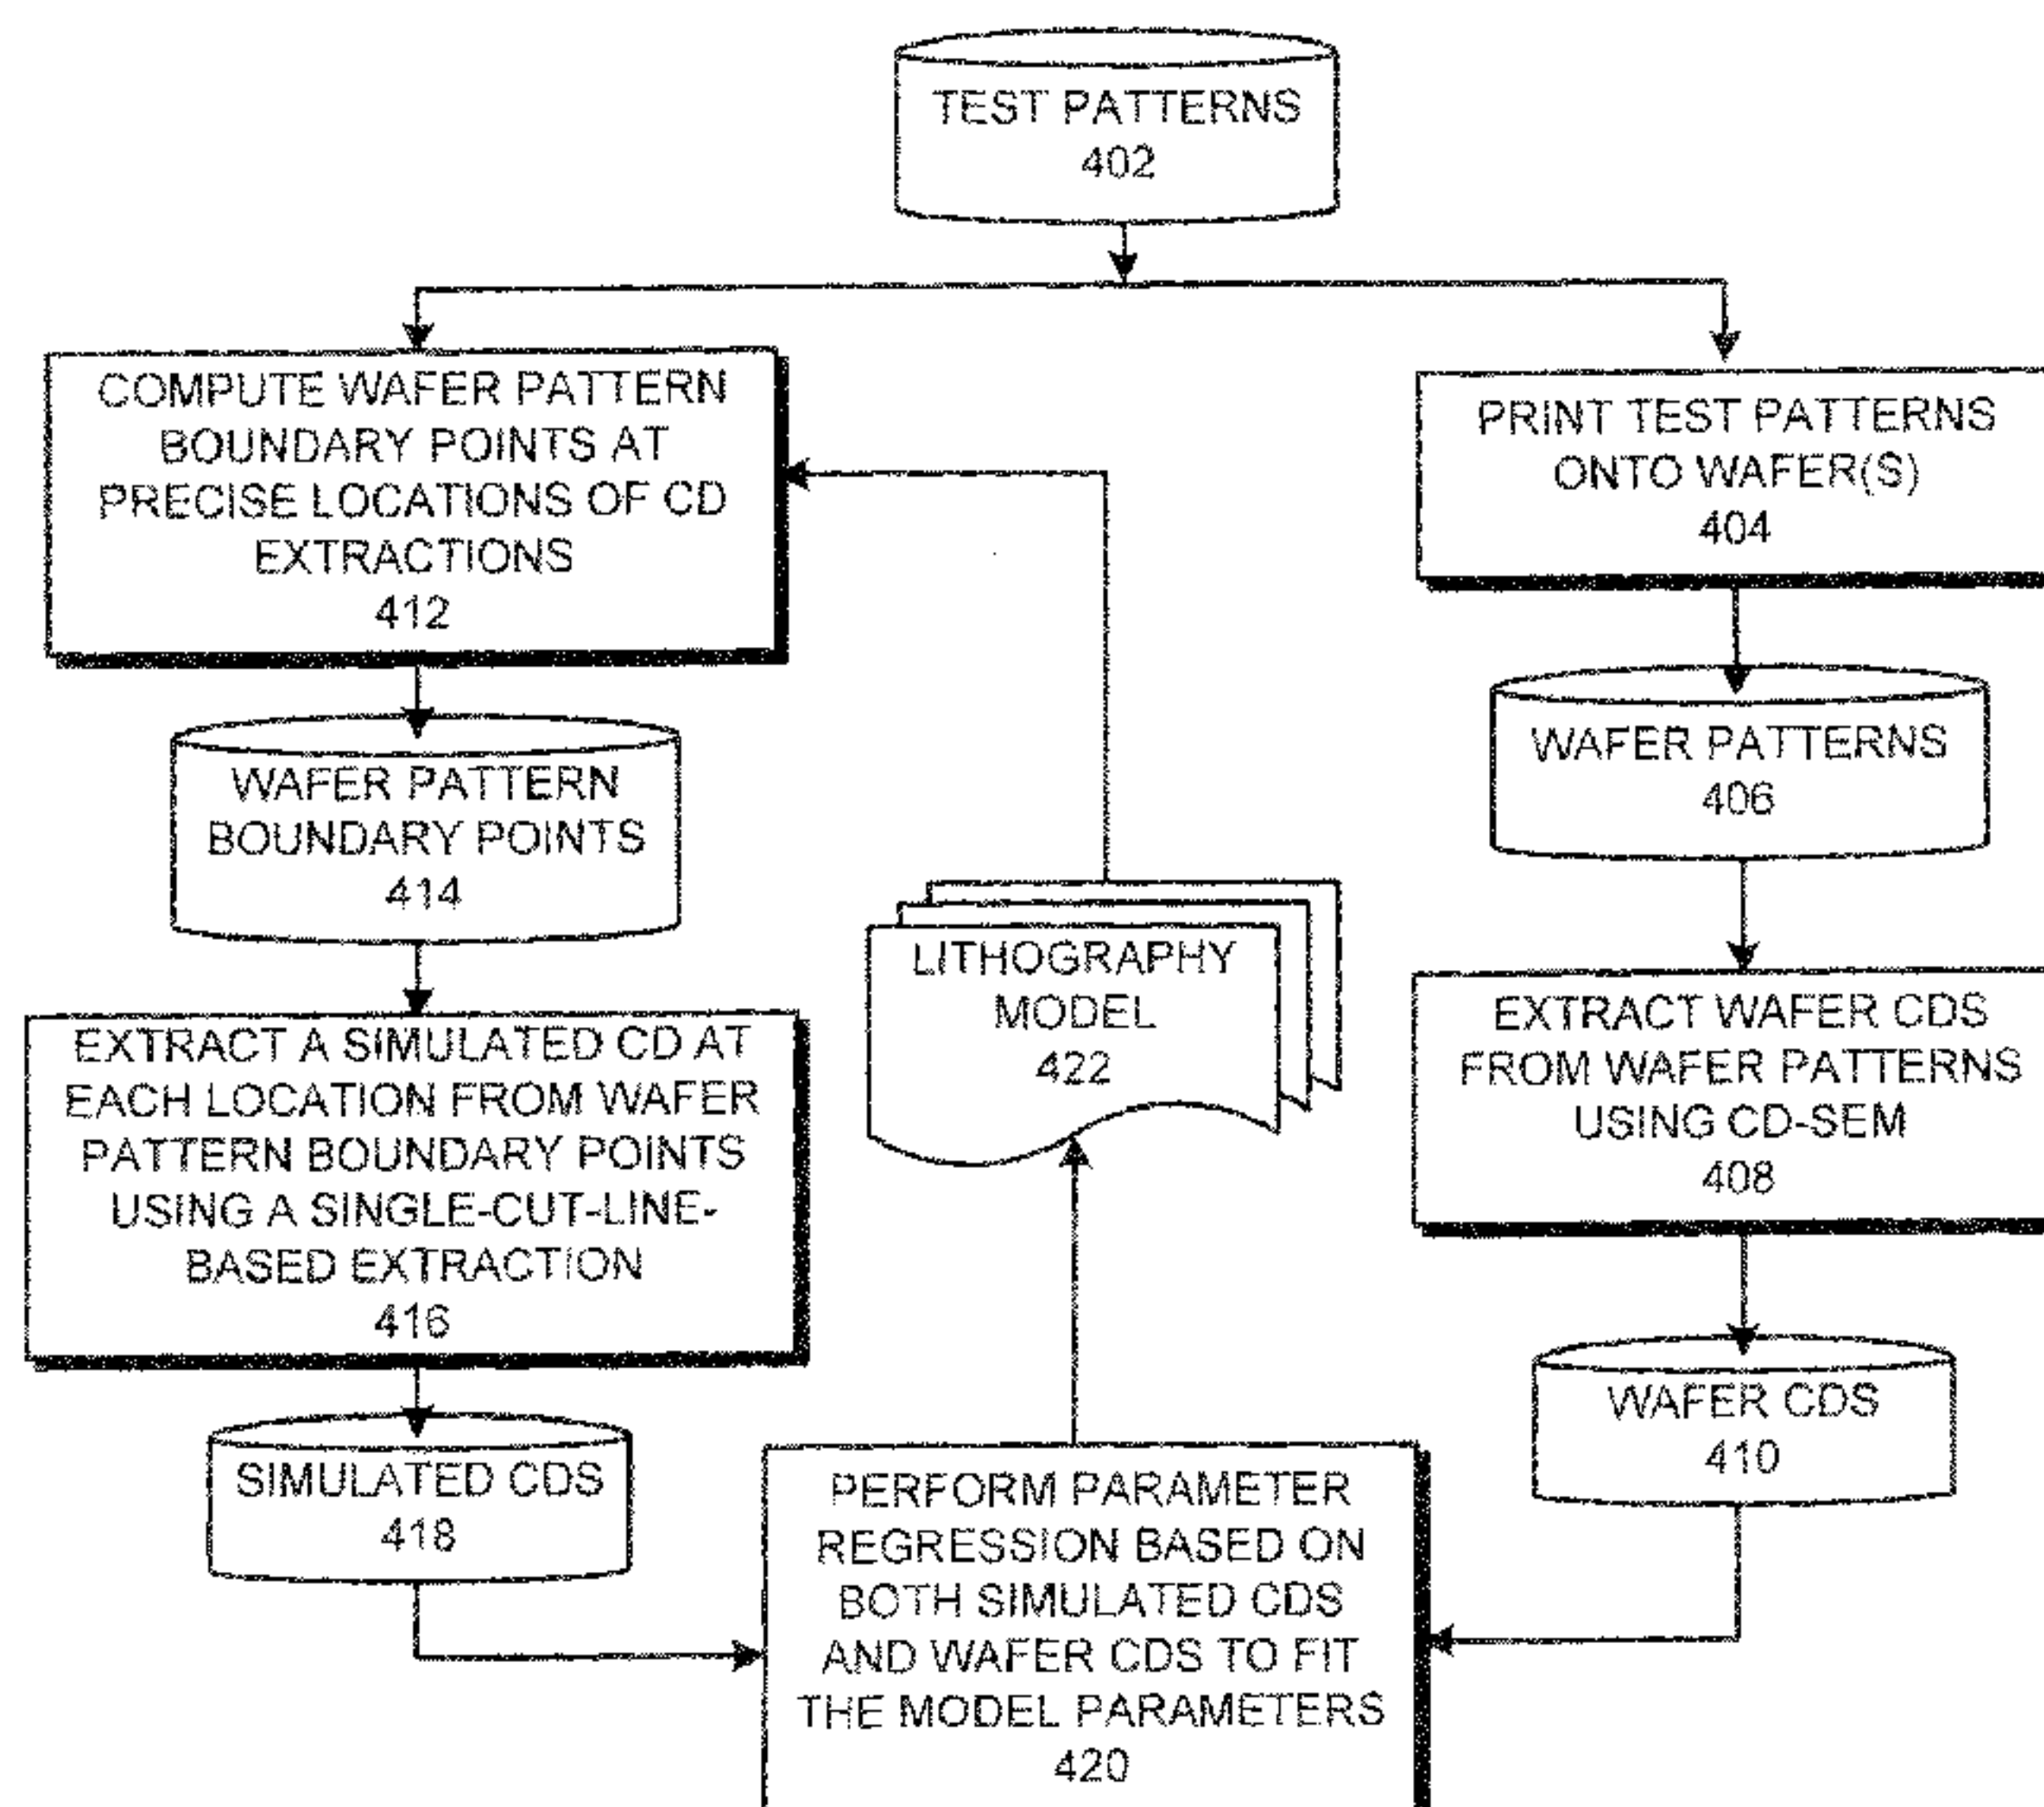 TEST PATTERNS
402
COMPUTE WAFER PATTERN
BOUNDARY POINTS AT
PRECISE LOCATIONS OF CD
EXTRACTIONS
412
PRINT TEST PATTERNS
ONTO WAFER(S)
404
WAFER PATTERN
BOUNDARY POINTS
414
WAFER PATTERNS
406
LITHOGRAPHY
MODEL
422
EXTRACT A SIMULATED CD AT
EACH LOCATION FROM WAFER
PATTERN BOUNDARY POINTS
USING A SINGLE-CUT-LINE-
BASED EXTRACTION
416
EXTRACT WAFER CDS
FROM WAFER PATTERNS
USING CD-SEM
408
SIMULATED CDS
418
WAFER CDS
410
PERFORM PARAMETER
REGRESSION BASED ON
BOTH SIMULATED CDS
AND WAFER CDS TO FIT
THE MODEL PARAMETERS
420